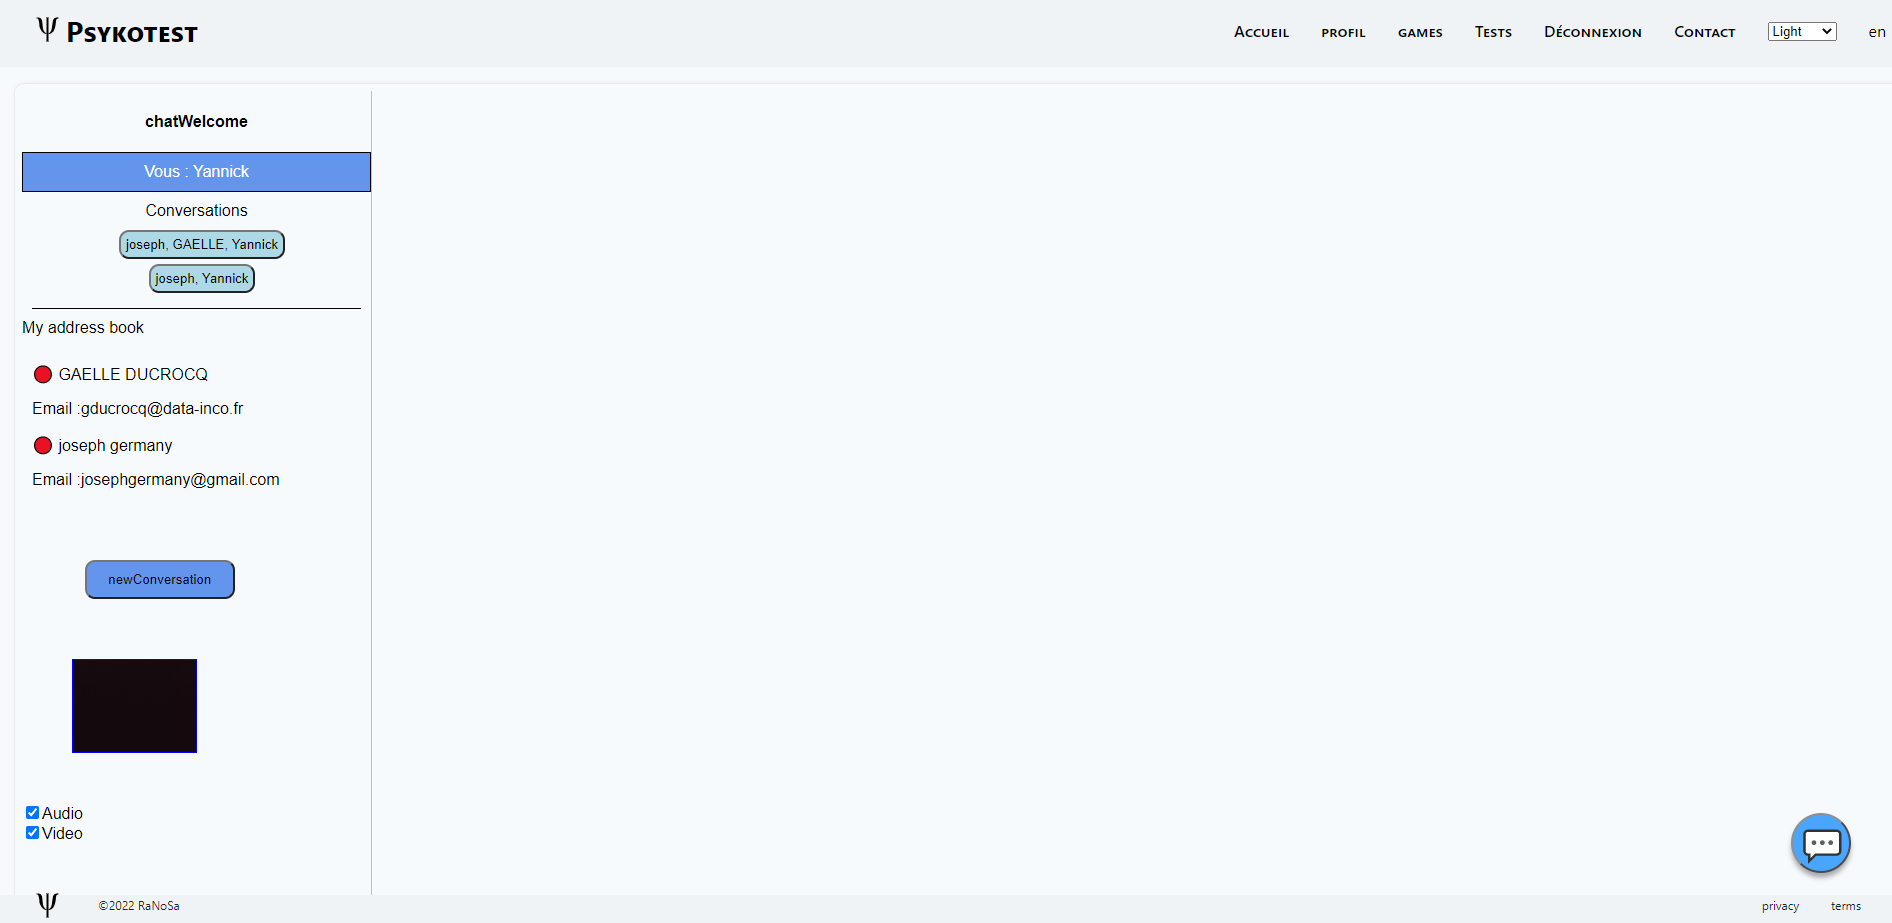 ψ Psykotest
Accueil profil games Tests Déconnexion Contact Light en
chatWelcome
Vous : Yannick
Conversations
joseph, GAELLE, Yannick
joseph, Yannick
My address book
GAELLE DUCROCQ
Email :gducrocq@data-inco.fr
joseph germany
Email :josephgermany@gmail.com
newConversation
Audio
Video
ψ ©2022 RaNoSa privacy terms